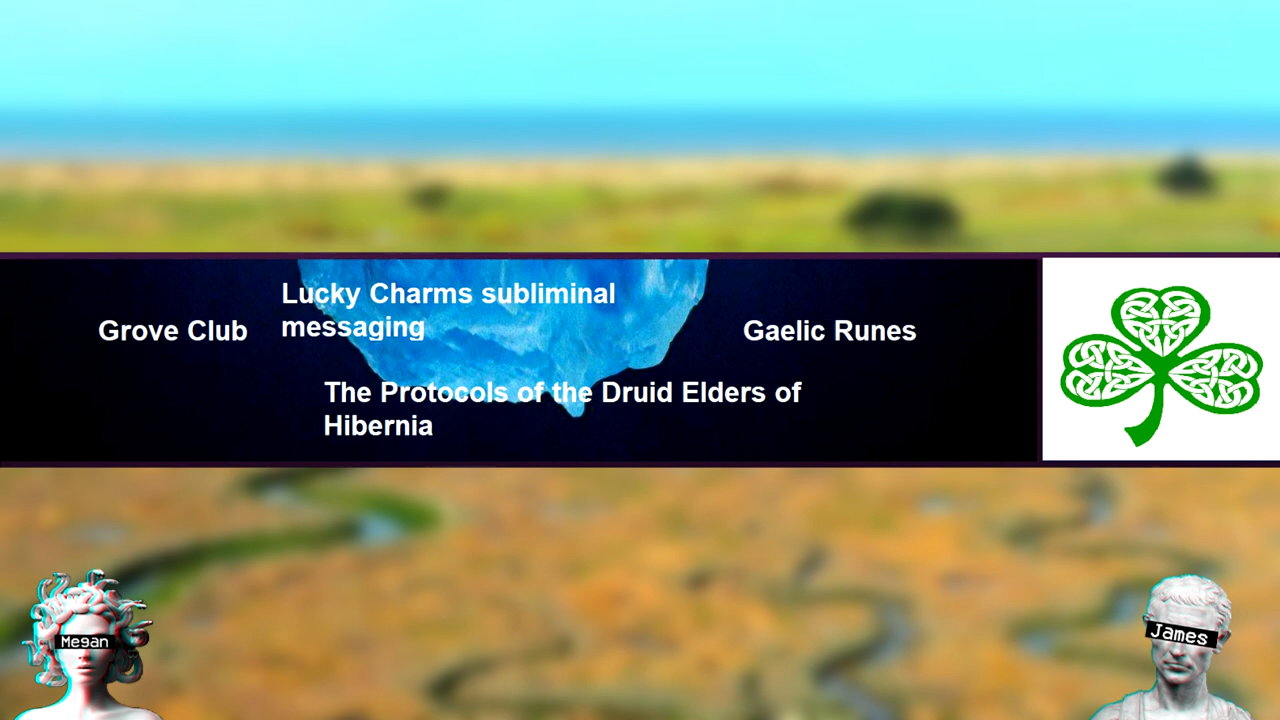 Lucky Charms subliminal
messaging
Grove Club
Gaelic Runes
The Protocols of the Druid Elders of
Hibernia
Megan
James